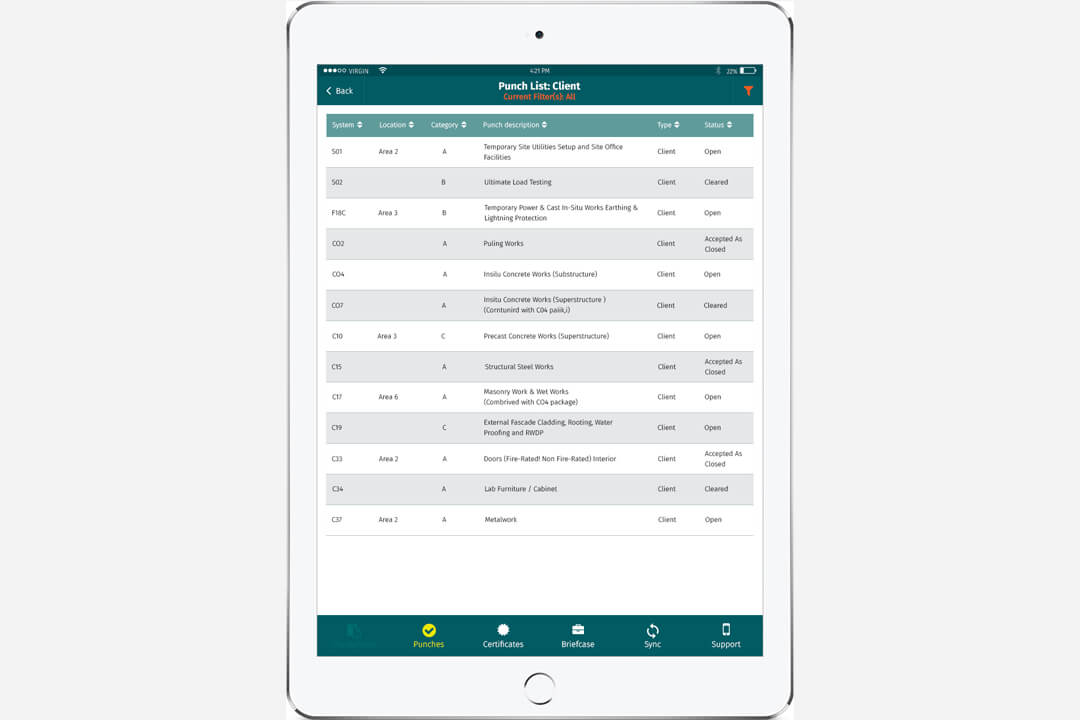 VIRGIN 4:21 PM 22%
Back
Punch List: Client
Current Filter(s): All
System Location Category Punch description Type Status
S01 Area 2 A Temporary Site Utilities Setup and Site Office Client Open
Facilities
S02 B Ultimate Load Testing Client Cleared
F18C Area 3 B Temporary Power & Cast In-Situ Works Earthing & Client Open
Lightning Protection
CO2 A Puling Works Client Accepted As
Closed
CO4 A Insilu Concrete Works (Substructure) Client Open
CO7 A Insitu Concrete Works (Superstructure ) Client Cleared
(Corntunird with C04 paiik,i)
C10 Area 3 C Precast Concrete Works (Superstructure) Client Open
C15 A Structural Steel Works Client Accepted As
Closed
C17 Area 6 A Masonry Work & Wel Works Client Open
(Combrived with CO4 package)
C19 C External Fascade Cladding, Rooting, Water Client Open
Proofing and RWDP
C33 Area 2 A Doors (Fire-Rated! Non Fire-Rated) Interior Client Accepted As
Closed
C34 A Lab Furniture / Cabinet Client Cleared
C37 Area 2 A Metalwork Client Open
Punches Certificates Briefcase Sync Support